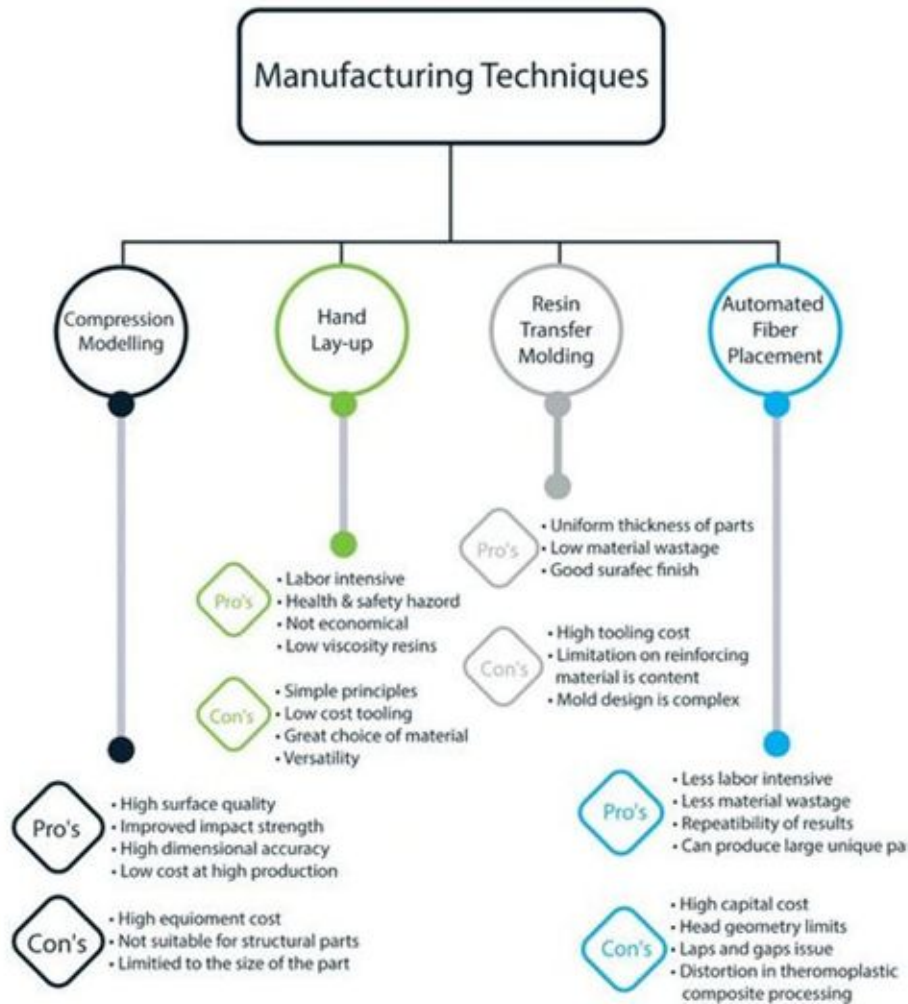 Manufacturing Techniques
Compression
Modelling
Hand
Lay-up
Resin
Transfer
Molding
Automated
Fiber
Placement
Pro's
• Uniform thickness of parts
• Low material wastage
• Good surafec finish
Con's
• High tooling cost
• Limitation on reinforcing
material is content
• Mold design is complex
Pro's
• Labor intensive
• Health & safety hazord
• Not economical
• Low viscosity resins
Con's
• Simple principles
• Low cost tooling
• Great choice of material
• Versatility
Pro's
• High surface quality
• Improved impact strength
• High dimensional accuracy
• Low cost at high production
Con's
• High equioment cost
• Not suitable for structural parts
• Limitied to the size of the part
Pro's
• Less labor intensive
• Less material wastage
• Repeatibility of results
• Can produce large unique pa
Con's
• High capital cost
• Head geometry limits
• Laps and gaps issue
• Distortion in theromoplastic
composite processing